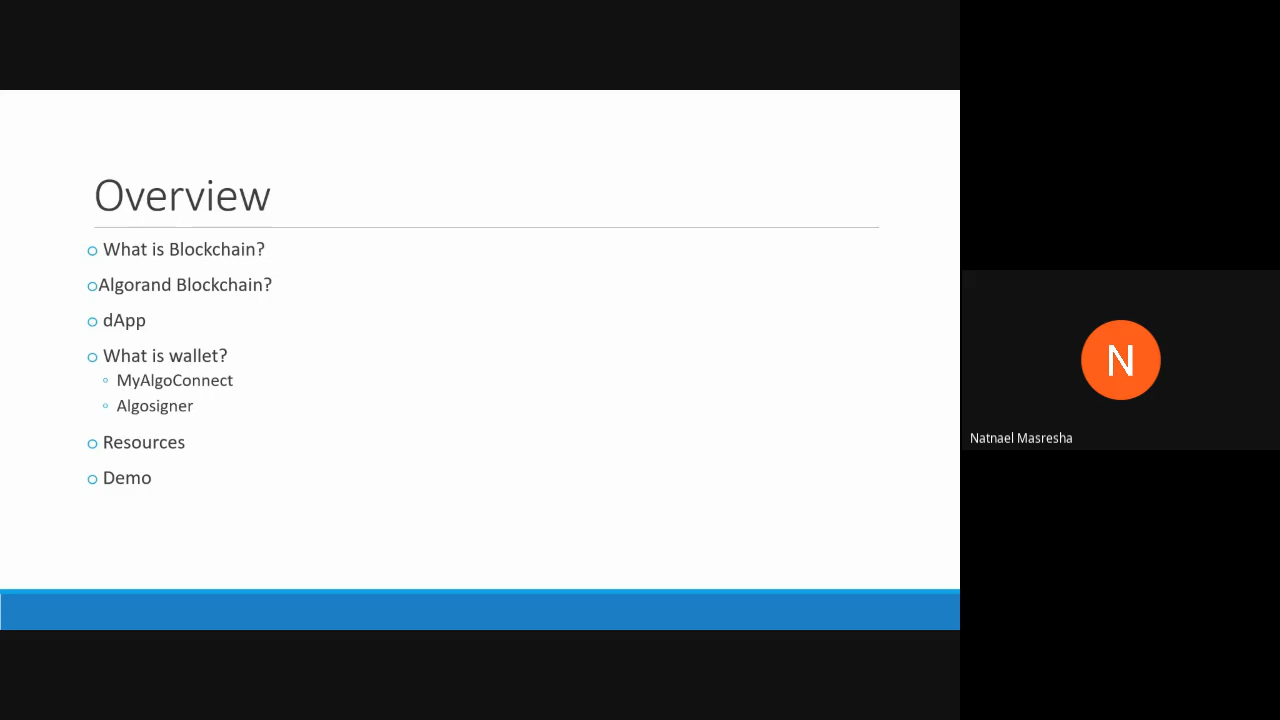 Overview
What is Blockchain?
Algorand Blockchain?
dApp
What is wallet?
MyAlgoConnect
Algosigner
Resources
Demo
N
Natnael Masresha